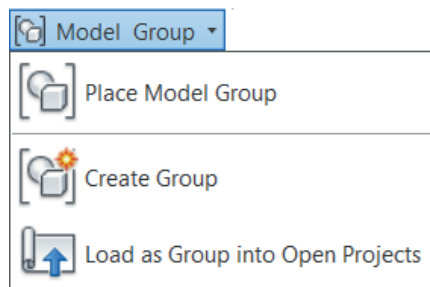 Model Group
Place Model Group
Create Group
Load as Group into Open Projects